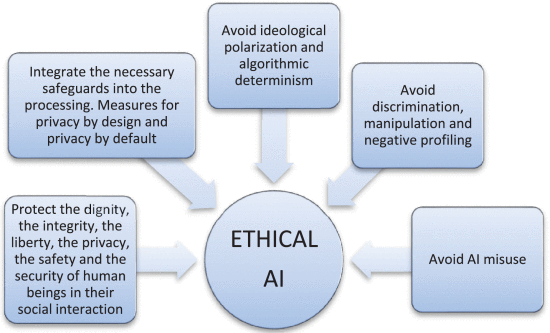 Avoid ideological
polarization and
algorithmic
determinism
Integrate the necessary
safeguards into the
processing. Measures for
privacy by design and
privacy by default
Avoid
discrimination,
manipulation and
negative profiling
Protect the dignity,
the integrity, the
liberty, the privacy,
the safety and the
security of human
beings in their
social interaction
ETHICAL
AI
Avoid AI misuse